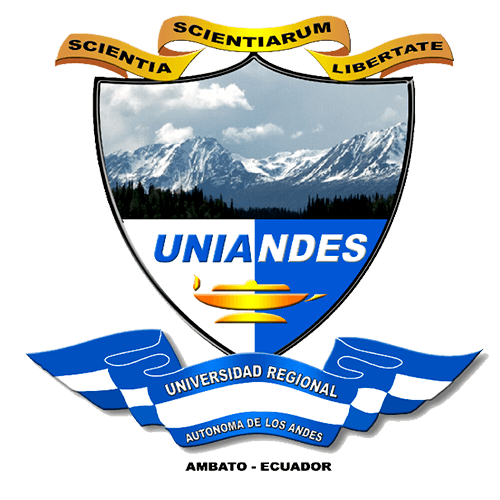 SCIENTIA SCIENTIARUM LIBERTATE
UNIANDES
UNIVERSIDAD REGIONAL
AUTONOMA DE LOS ANDES
AMBATO - ECUADOR